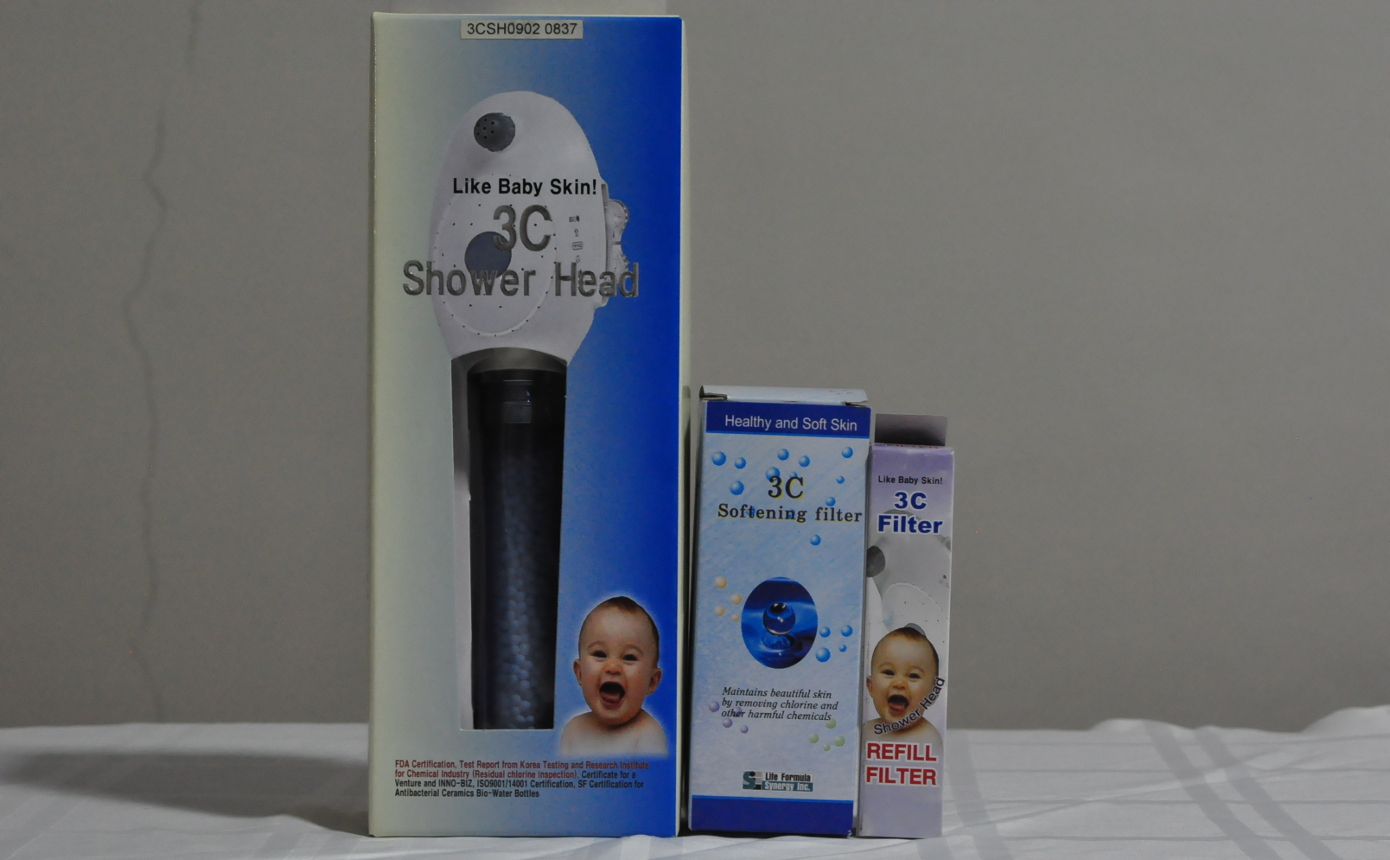 3CSH0902 0837
Like Baby Skin!
3C
Shower Head
FDA Certification, Test Report from Korea Testing and Research Institute
for Chemical Industry (Residual chlorine inspection), Certificate for a
Venture and INNO-BIZ, ISO9001/14001 Certification, SF Certification for
Antibacterial Ceramics Bio-Water Bottles
Healthy and Soft Skin
3C
Softening filter
Maintains beautiful skin
by removing chlorine and
other harmful chemicals
Life Formula
Synergy Inc.
Like Baby Skin!
3C
Filter
Shower Head
REFILL
FILTER